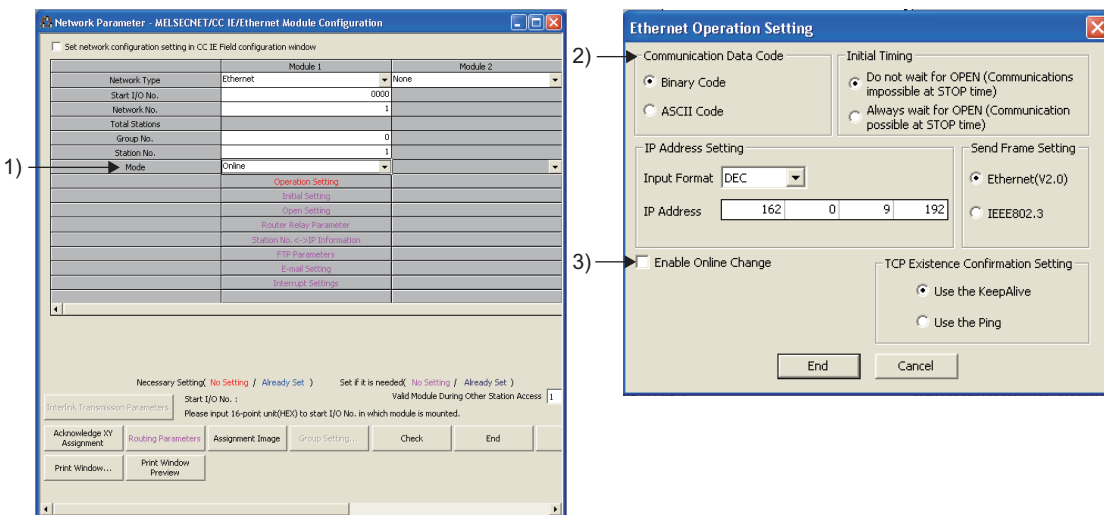 Network Parameter - MELSECNET/CC IE/Ethernet Module Configuration
Set network configuration setting in CC IE Field configuration window
Module 1 Module 2
Network Type Ethernet None
Start I/O No. 0000
Network No. 1
Total Stations
Group No. 0
Station No. 1
1) Mode Online
Operation Setting
Initial Setting
Open Setting
Router Relay Parameter
Station No.<->IP Information
FTP Parameters
E-mail Setting
Interrupt Settings
Necessary Setting( No Setting / Already Set ) Set if it is needed( No Setting / Already Set )
Interlink Transmission Parameters
Start I/O No. :
Valid Module During Other Station Access 1
Please input 16-point unit(HEX) to start I/O No. in which module is mounted.
Acknowledge XY Assignment
Routing Parameters
Assignment Image
Group Setting...
Check
End
Print Window...
Print Window Preview
Ethernet Operation Setting
2) Communication Data Code
Binary Code
ASCII Code
Initial Timing
Do not wait for OPEN (Communications
impossible at STOP time)
Always wait for OPEN (Communication
possible at STOP time)
IP Address Setting
Input Format DEC
IP Address 162 0 9 192
Send Frame Setting
Ethernet(V2.0)
IEEE802.3
3) Enable Online Change
TCP Existence Confirmation Setting
Use the KeepAlive
Use the Ping
End Cancel